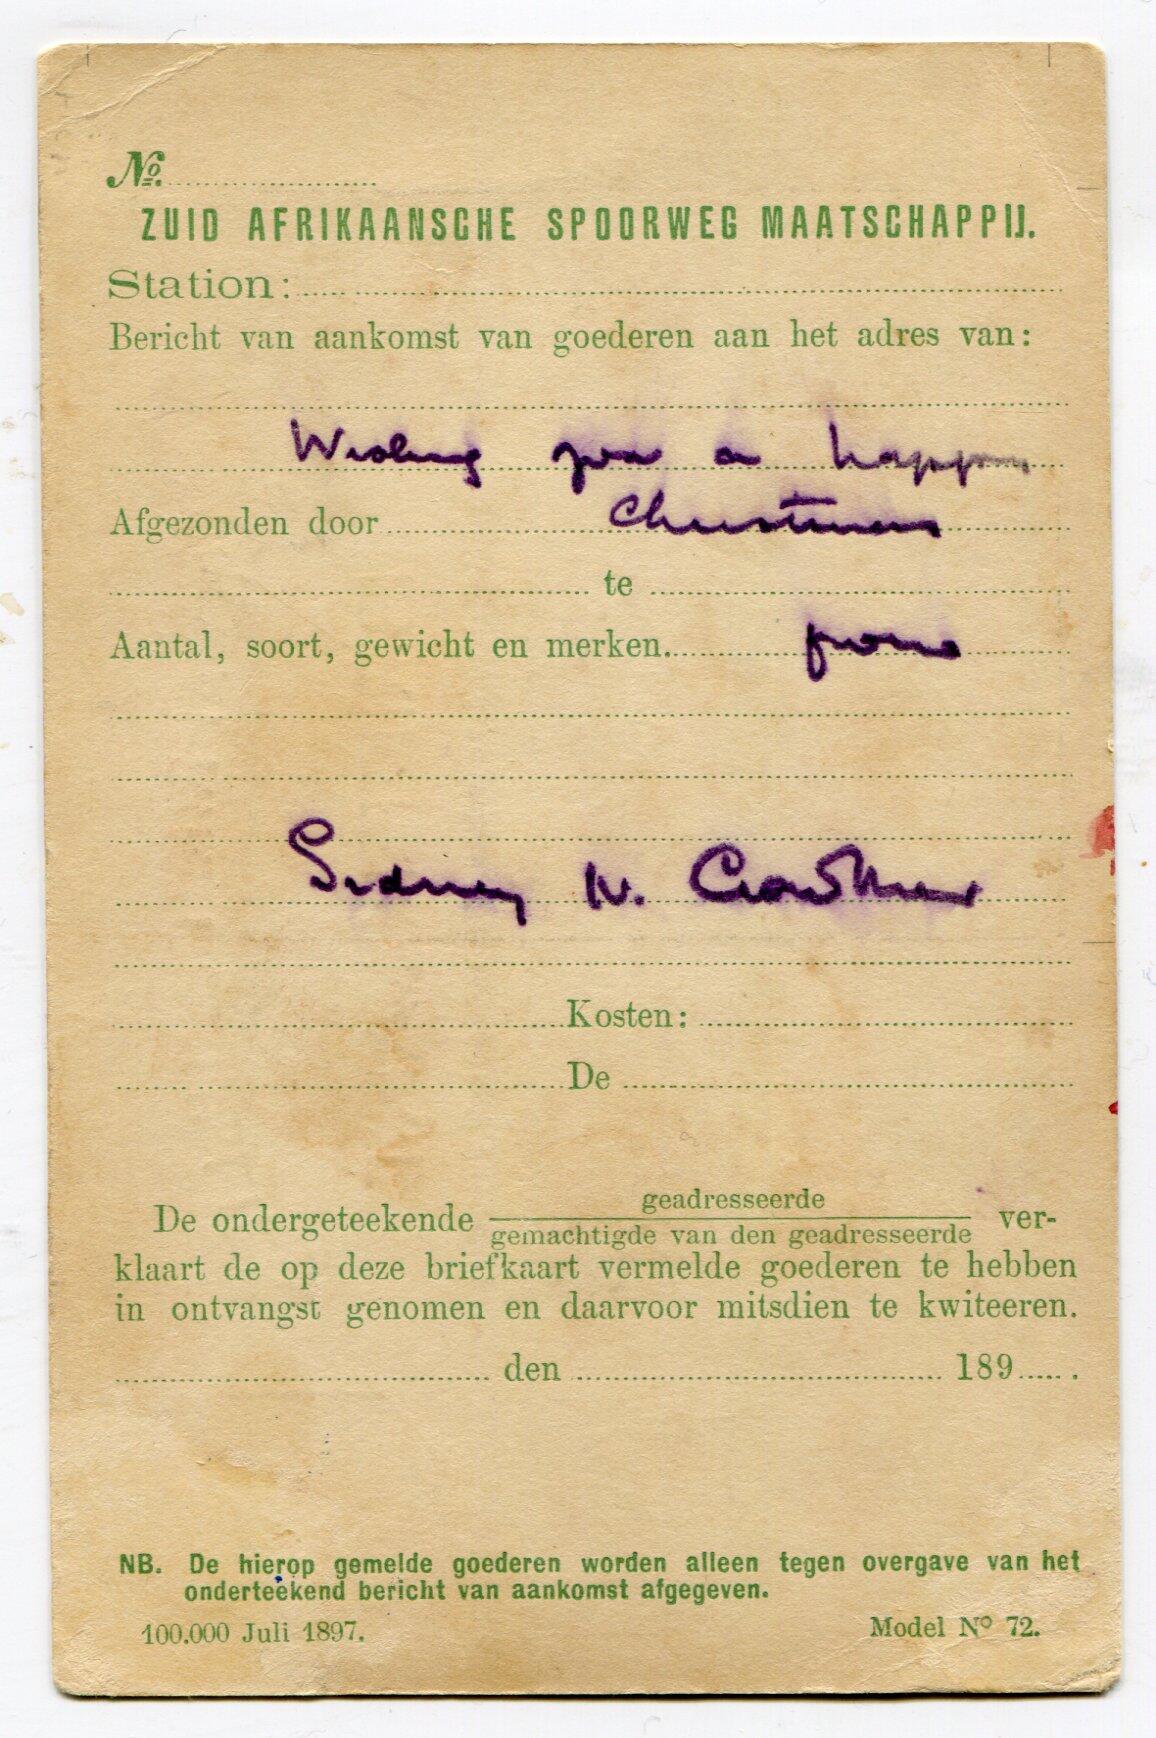 No.
ZUID AFRIKAANSCHE SPOORWEG MAATSCHAPPIJ.
Station:
Bericht van aankomst van goederen aan het adres van:
Wishing you a happy
Afgezonden door Christmas
te
Aantal, soort, gewicht en merken. from
Sidney W. Crowther
Kosten:
De
De ondergeteekende geadresseerde ver-
gemachtigde van den geadresseerde
klaart de op deze briefkaart vermelde goederen te hebben
in ontvangst genomen en daarvoor mitsdien te kwiteeren.
den 189 .
NB. De hierop gemelde goederen worden alleen tegen overgave van het
onderteekend bericht van aankomst afgegeven.
100.000 Juli 1897. Model No 72.